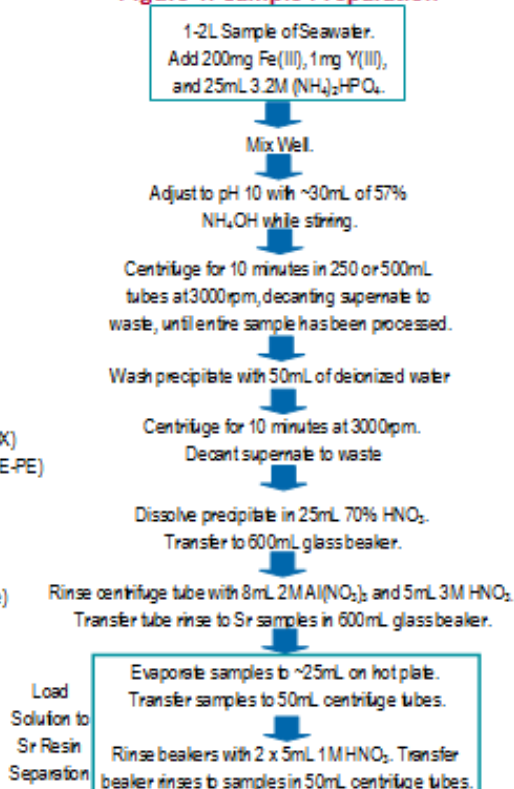 1-2L Sample of Seawater.
Add 200mg Fe(III), 1mg Y(III),
and 25mL 3.2M (NH₄)₂HPO₄.
Mix Well.
Adjust to pH 10 with ~30mL of 57%
NH₄OH while stirring.
Centrifuge for 10 minutes in 250 or 500mL
tubes at 3000rpm, decanting supernate to
waste, until entire sample has been processed.
Wash precipitate with 50mL of deionized water
X)
E-PE)
Centrifuge for 10 minutes at 3000rpm.
Decant supernate to waste
Dissolve precipitate in 25mL 70% HNO₃.
Transfer to 600mL glass beaker.
)
Rinse centrifuge tube with 8mL 2M Al(NO₃)₃ and 5mL 3M HNO₃.
Transfer tube rinse to Sr samples in 600mL glass beaker.
Load
Solution to
Sr Resin
Separation
Evaporate samples to ~25mL on hot plate.
Transfer samples to 50mL centrifuge tubes.
Rinse beakers with 2 x 5mL 1M HNO₃. Transfer
beaker rinses to samples in 50mL centrifuge tubes.